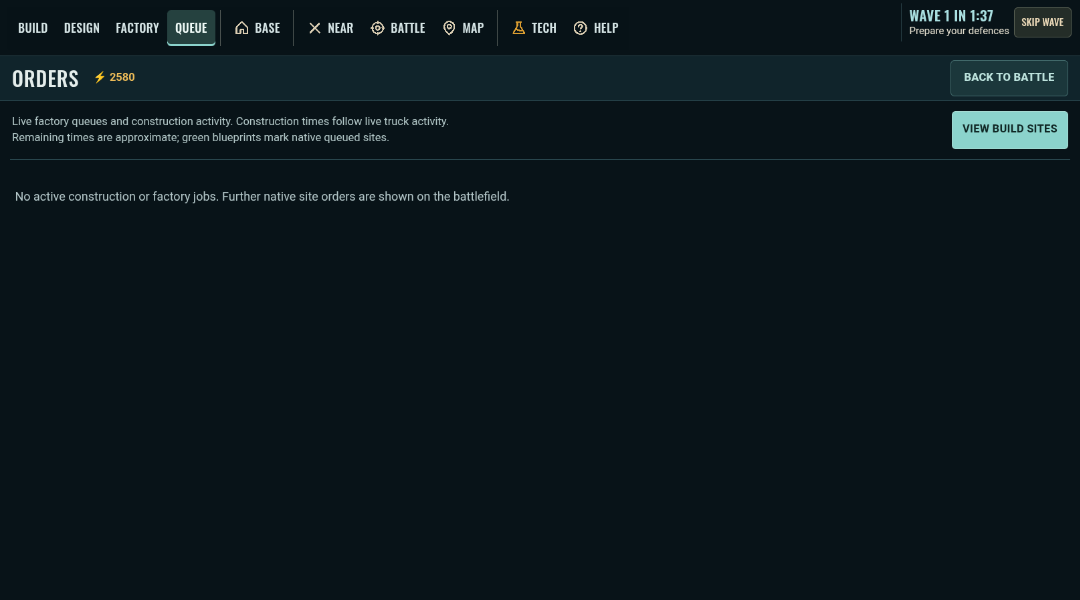 BUILD DESIGN FACTORY QUEUE BASE NEAR BATTLE MAP TECH HELP
WAVE 1 IN 1:37
Prepare your defences
SKIP WAVE
ORDERS ⚡ 2580
BACK TO BATTLE
Live factory queues and construction activity. Construction times follow live truck activity.
Remaining times are approximate; green blueprints mark native queued sites.
VIEW BUILD SITES
No active construction or factory jobs. Further native site orders are shown on the battlefield.